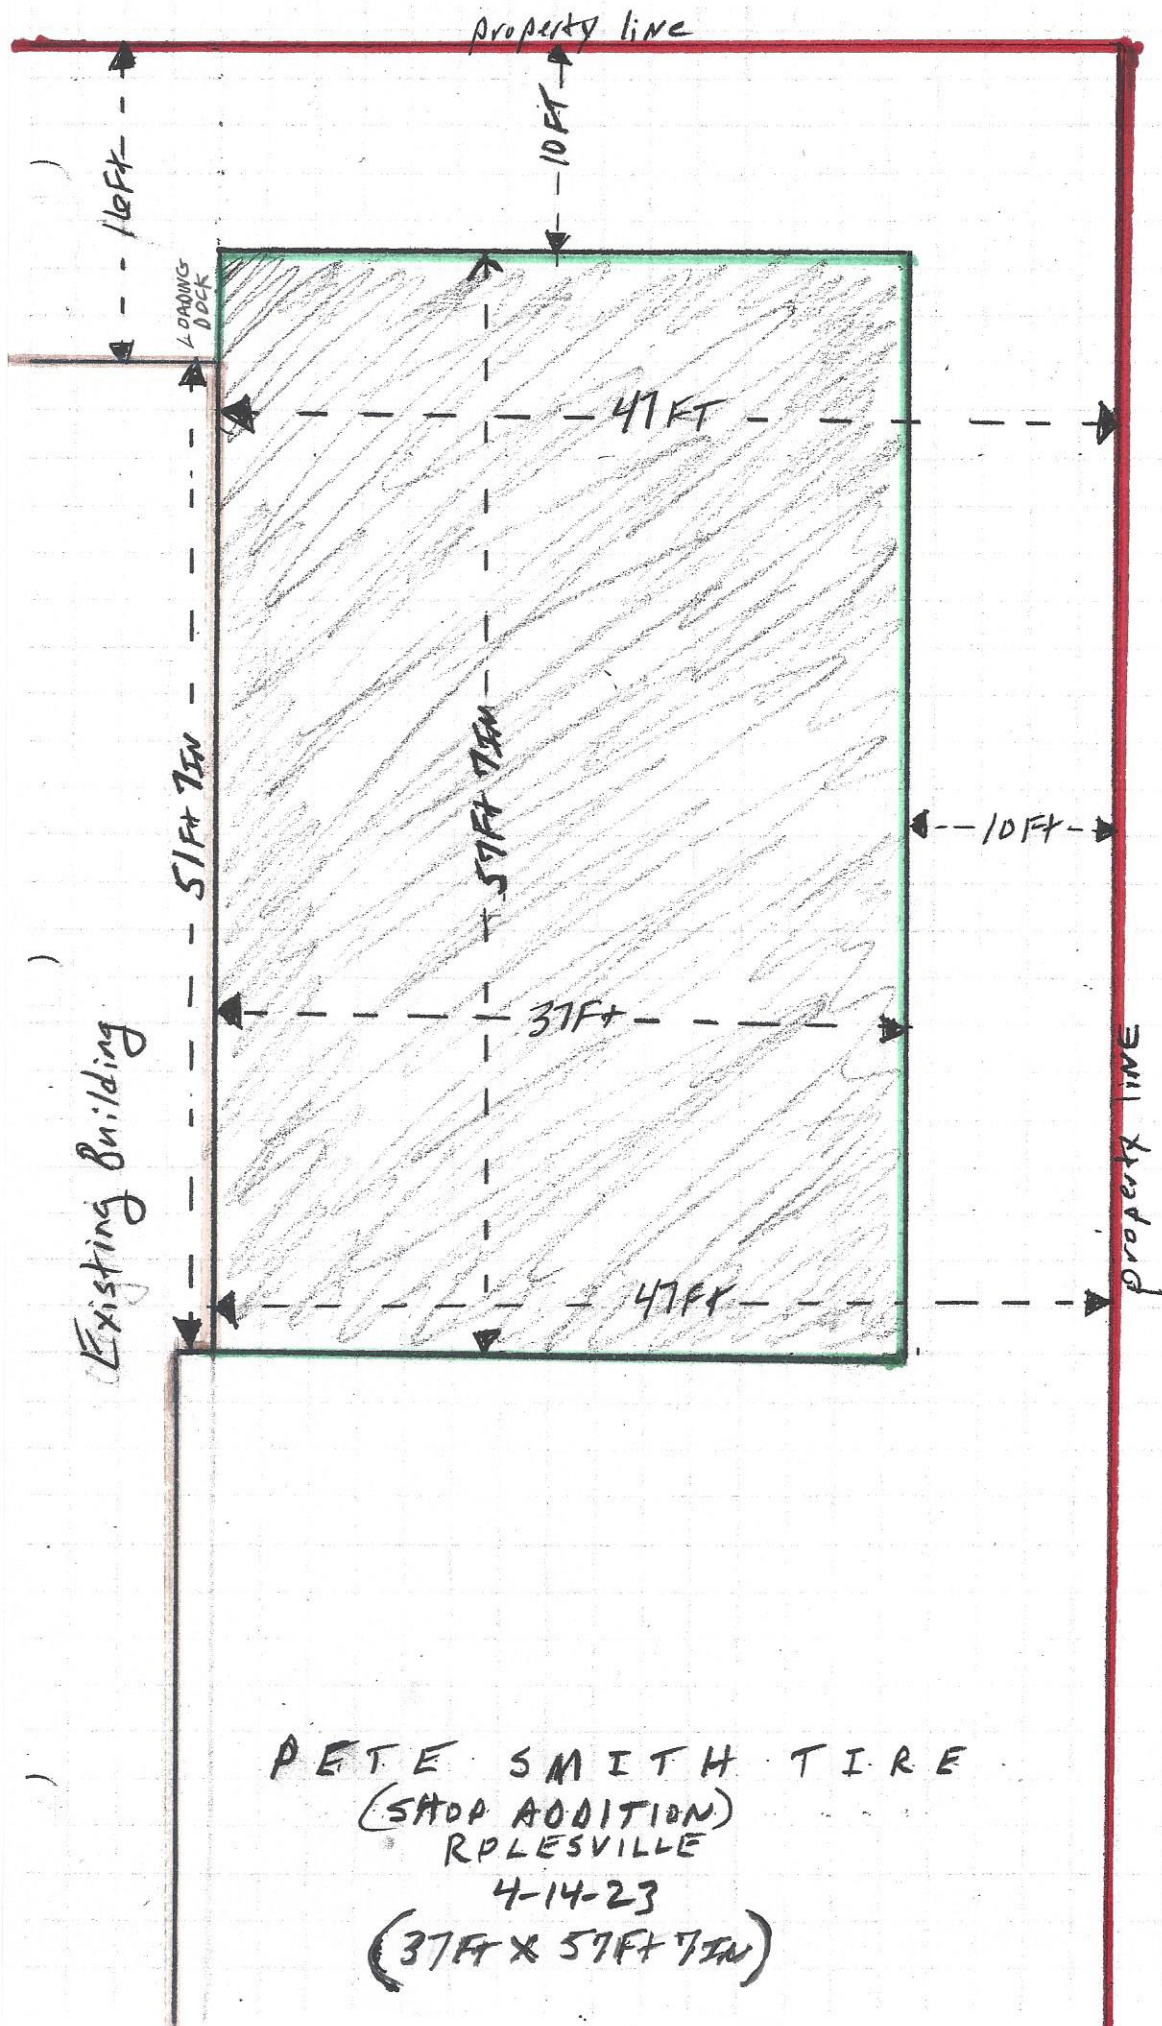 property line
10FT
16Ft
LOADING
DOCK
47FT
51Ft 7IN
57Ft 7IN
10Ft
37Ft
Existing Building
property LINE
47Ft
PETE SMITH TIRE
(SHOP ADDITION)
ROLESVILLE
4-14-23
(37Ft X 57Ft 7IN)